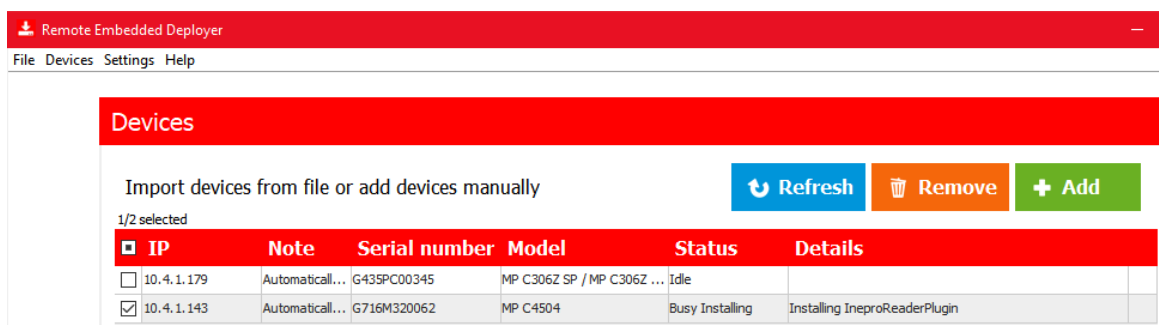 Remote Embedded Deployer
File Devices Settings Help
Devices
Import devices from file or add devices manually
Refresh Remove Add
1/2 selected
IP Note Serial number Model Status Details
10.4.1.179 Automaticall... G435PC00345 MP C306Z SP / MP C306Z ... Idle
10.4.1.143 Automaticall... G716M320062 MP C4504 Busy Installing Installing IneproReaderPlugin